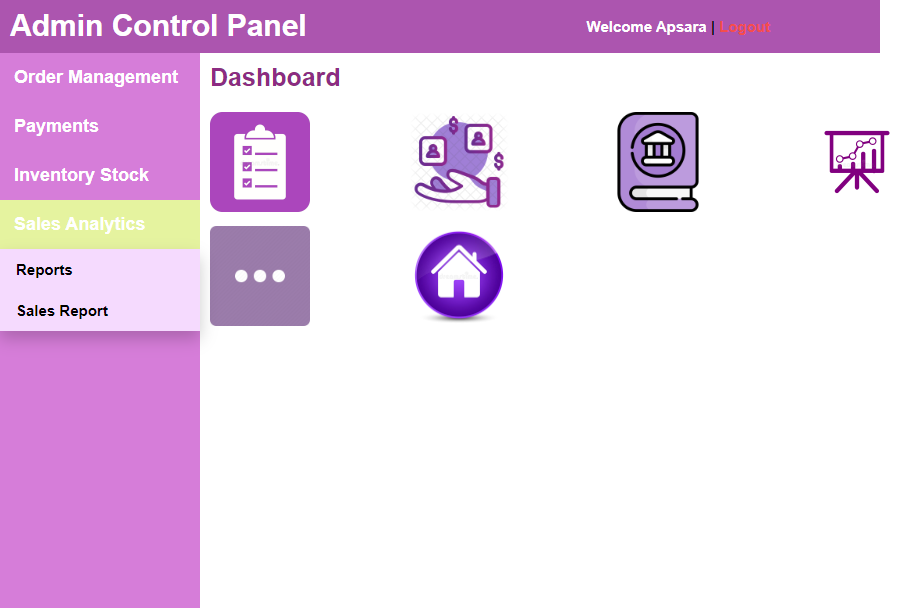 Admin Control Panel
Welcome Apsara | Logout
Order Management
Payments
Inventory Stock
Sales Analytics
Reports
Sales Report
Dashboard
$
$